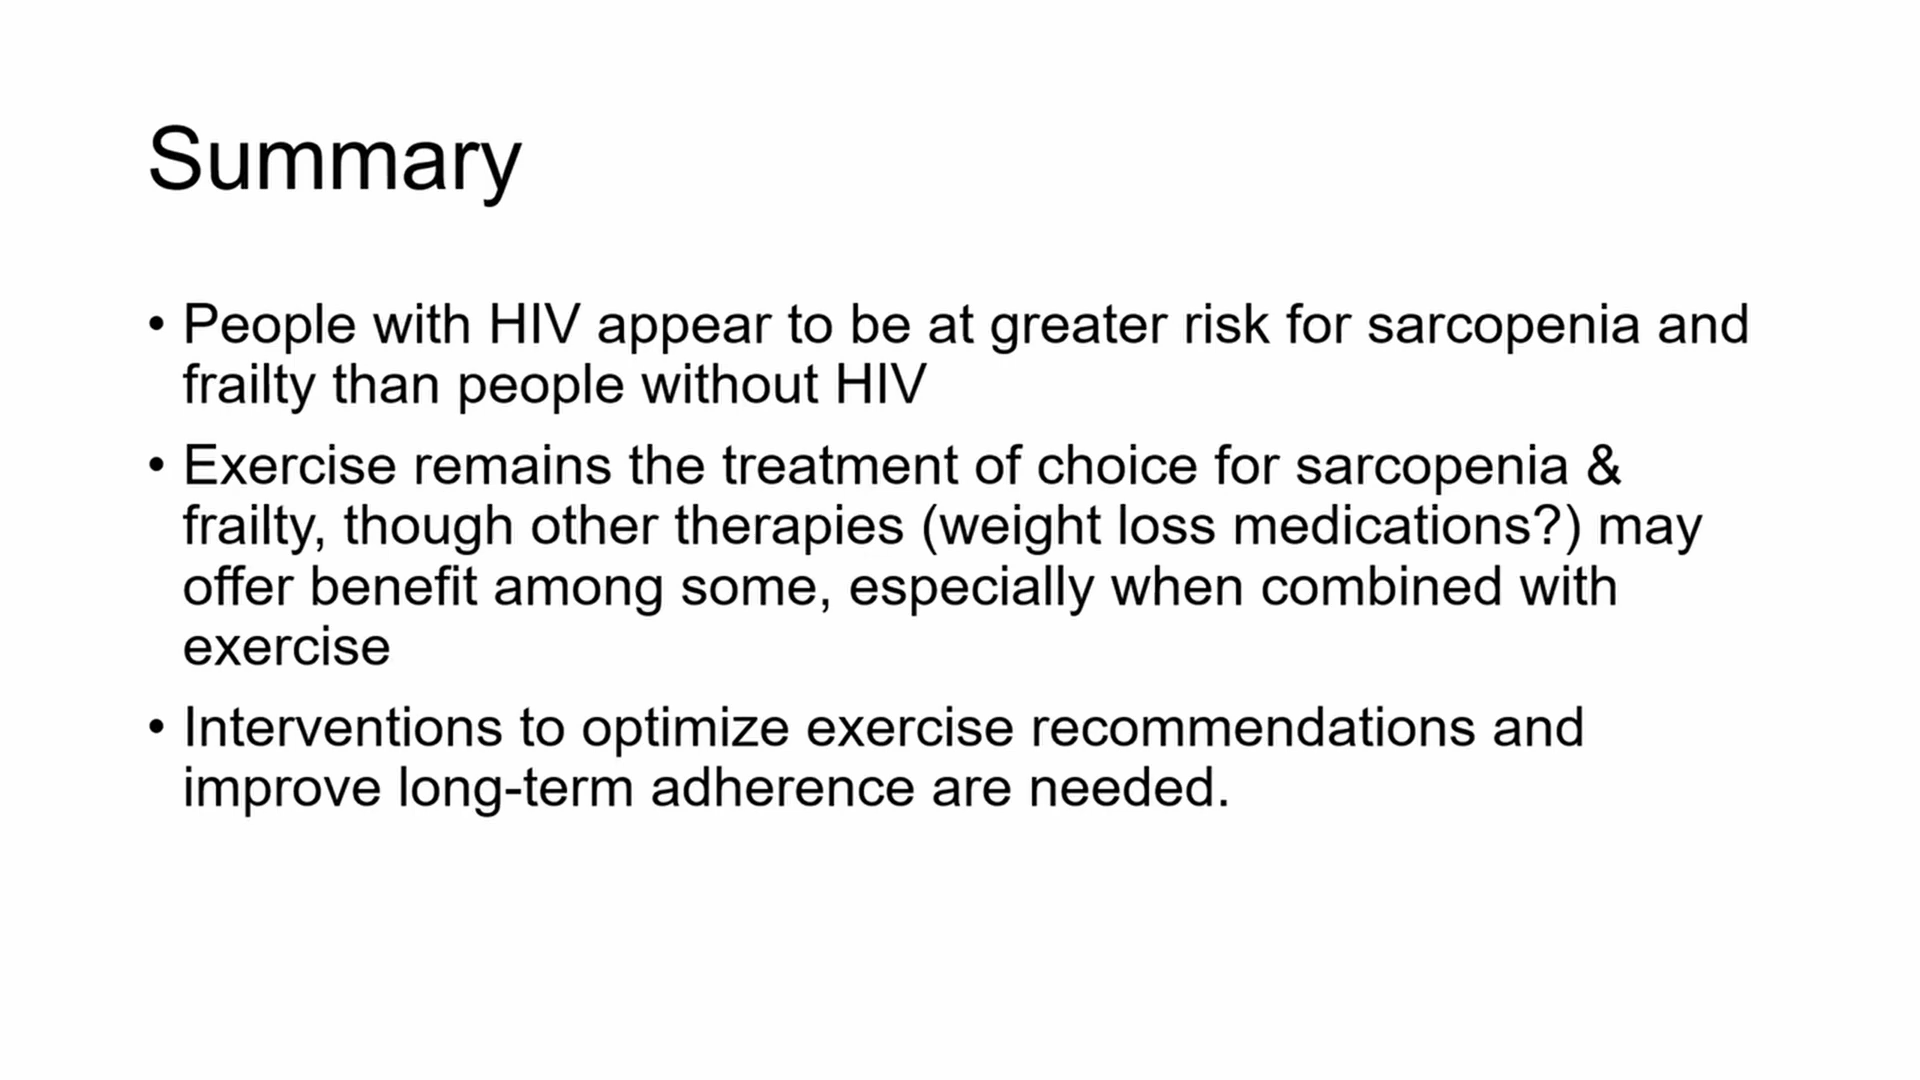 Summary
• People with HIV appear to be at greater risk for sarcopenia and
frailty than people without HIV
• Exercise remains the treatment of choice for sarcopenia &
frailty, though other therapies (weight loss medications?) may
offer benefit among some, especially when combined with
exercise
• Interventions to optimize exercise recommendations and
improve long-term adherence are needed.